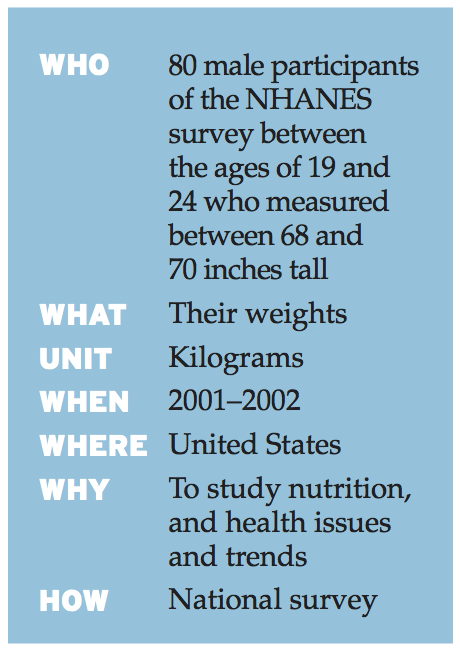 WHO 80 male participants
of the NHANES
survey between
the ages of 19 and
24 who measured
between 68 and
70 inches tall
WHAT Their weights
UNIT Kilograms
WHEN 2001–2002
WHERE United States
WHY To study nutrition,
and health issues
and trends
HOW National survey